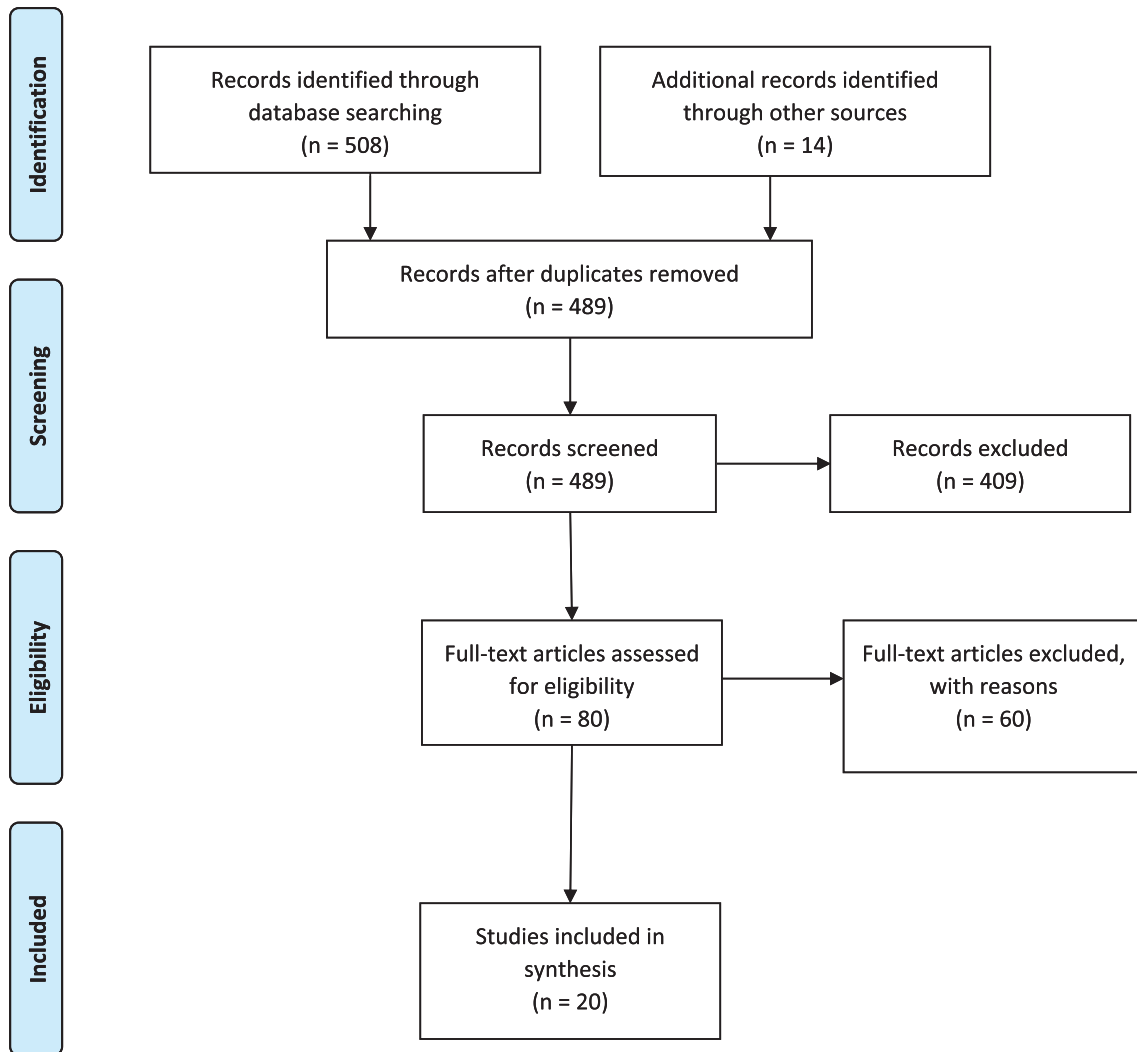 Identification
Records identified through
database searching
(n = 508)
Additional records identified
through other sources
(n = 14)
Records after duplicates removed
(n = 489)
Screening
Records screened
(n = 489)
Records excluded
(n = 409)
Eligibility
Full-text articles assessed
for eligibility
(n = 80)
Full-text articles excluded,
with reasons
(n = 60)
Included
Studies included in
synthesis
(n = 20)